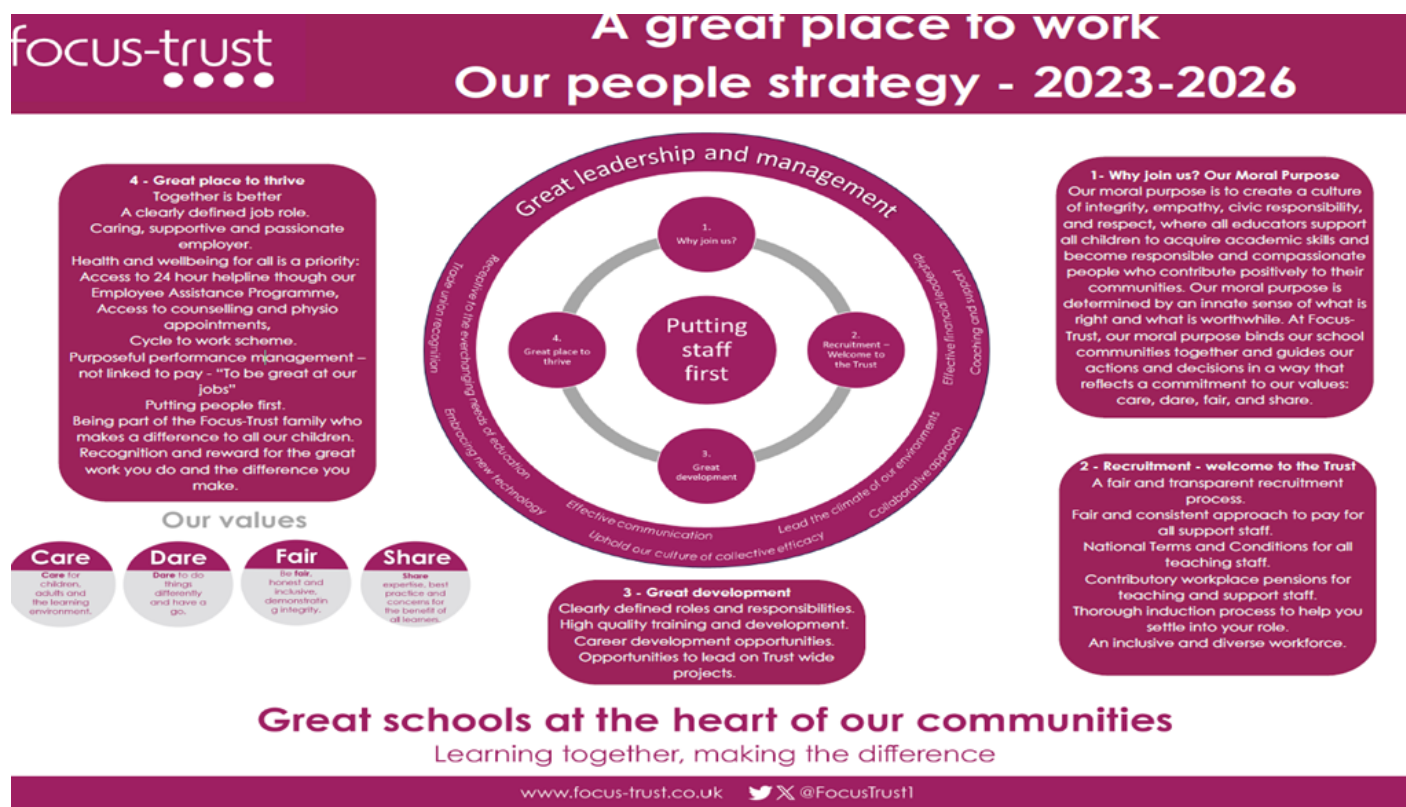 focus-trust
A great place to work
Our people strategy - 2023-2026
4 - Great place to thrive
Together is better
A clearly defined job role.
Caring, supportive and passionate
employer.
Health and wellbeing for all is a priority:
Access to 24 hour helpline though our
Employee Assistance Programme,
Access to counselling and physio
appointments,
Cycle to work scheme.
Purposeful performance management –
not linked to pay - "To be great at our
jobs"
Putting people first.
Being part of the Focus-Trust family who
makes a difference to all our children.
Recognition and reward for the great
work you do and the difference you
make.
Great leadership and management
Trade union recognition
Receptive to the everchanging needs of education
Embracing new technology
Effective communication
Uphold our culture of collective efficacy
Lead the climate of our environments
Collaborative approach
Effective financial leadership
Coaching and support
1.
Why join us?
2.
Recruitment –
Welcome to
the Trust
3.
Great
development
4.
Great place to
thrive
Putting
staff
first
1- Why join us? Our Moral Purpose
Our moral purpose is to create a culture
of integrity, empathy, civic responsibility,
and respect, where all educators support
all children to acquire academic skills and
become responsible and compassionate
people who contribute positively to their
communities. Our moral purpose is
determined by an innate sense of what is
right and what is worthwhile. At Focus-
Trust, our moral purpose binds our school
communities together and guides our
actions and decisions in a way that
reflects a commitment to our values:
care, dare, fair, and share.
2 - Recruitment - welcome to the Trust
A fair and transparent recruitment
process.
Fair and consistent approach to pay for
all support staff.
National Terms and Conditions for all
teaching staff.
Contributory workplace pensions for
teaching and support staff.
Thorough induction process to help you
settle into your role.
An inclusive and diverse workforce.
3 - Great development
Clearly defined roles and responsibilities.
High quality training and development.
Career development opportunities.
Opportunities to lead on Trust wide
projects.
Our values
Care
Care for
children,
adults and
the learning
environment.
Dare
Dare to do
things
differently
and have a
go.
Fair
Be fair,
honest and
inclusive,
demonstratin
g integrity.
Share
Share
expertise, best
practice and
concerns for
the benefit of
all learners.
Great schools at the heart of our communities
Learning together, making the difference
www.focus-trust.co.uk
@FocusTrust1